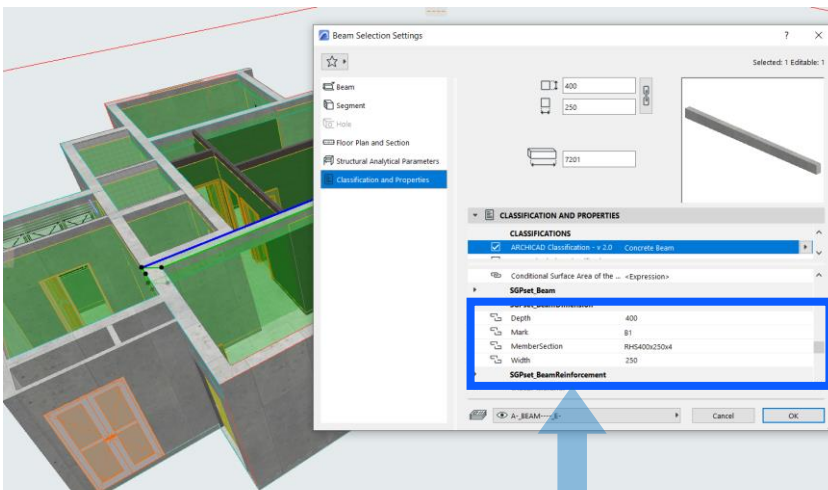 Beam Selection Settings
? X
Selected: 1 Editable: 1
Beam
Segment
Hole
Floor Plan and Section
Structural Analytical Parameters
Classification and Properties
400
250
7201
CLASSIFICATION AND PROPERTIES
CLASSIFICATIONS
ARCHICAD Classification - v 2.0 Concrete Beam
Conditional Surface Area of the ... <Expression>
SGPset_Beam
SGPset_BeamDimension
Depth 400
Mark B1
MemberSection RHS400x250x4
Width 250
SGPset_BeamReinforcement
Cancel
OK